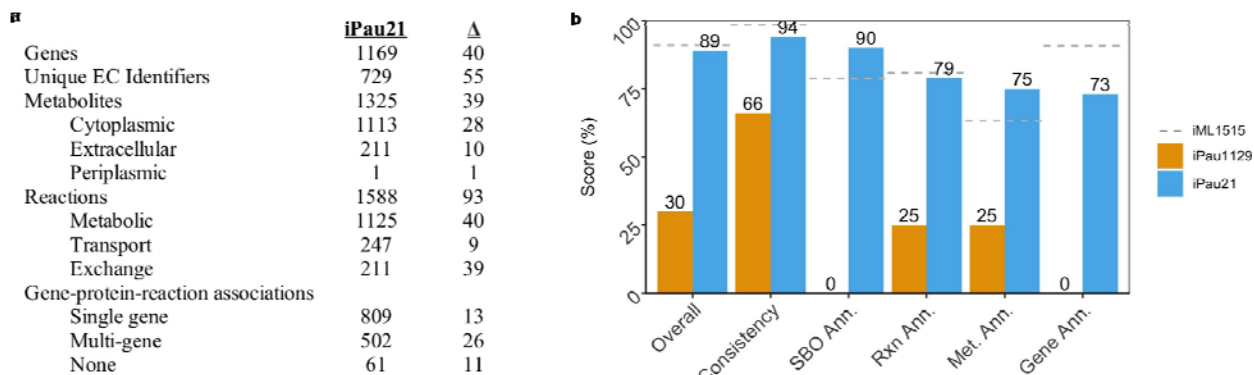 a
iPau21 Δ
Genes 1169 40
Unique EC Identifiers 729 55
Metabolites 1325 39
Cytoplasmic 1113 28
Extracellular 211 10
Periplasmic 1 1
Reactions 1588 93
Metabolic 1125 40
Transport 247 9
Exchange 211 39
Gene-protein-reaction associations
Single gene 809 13
Multi-gene 502 26
None 61 11
b
Score (%)
100
75
50
25
0
30 89
66 94
0 90
25 79
25 75
0 73
Overall
Consistency
SBO Ann.
Rxn Ann.
Met. Ann.
Gene Ann.
iML1515
iPau1129
iPau21